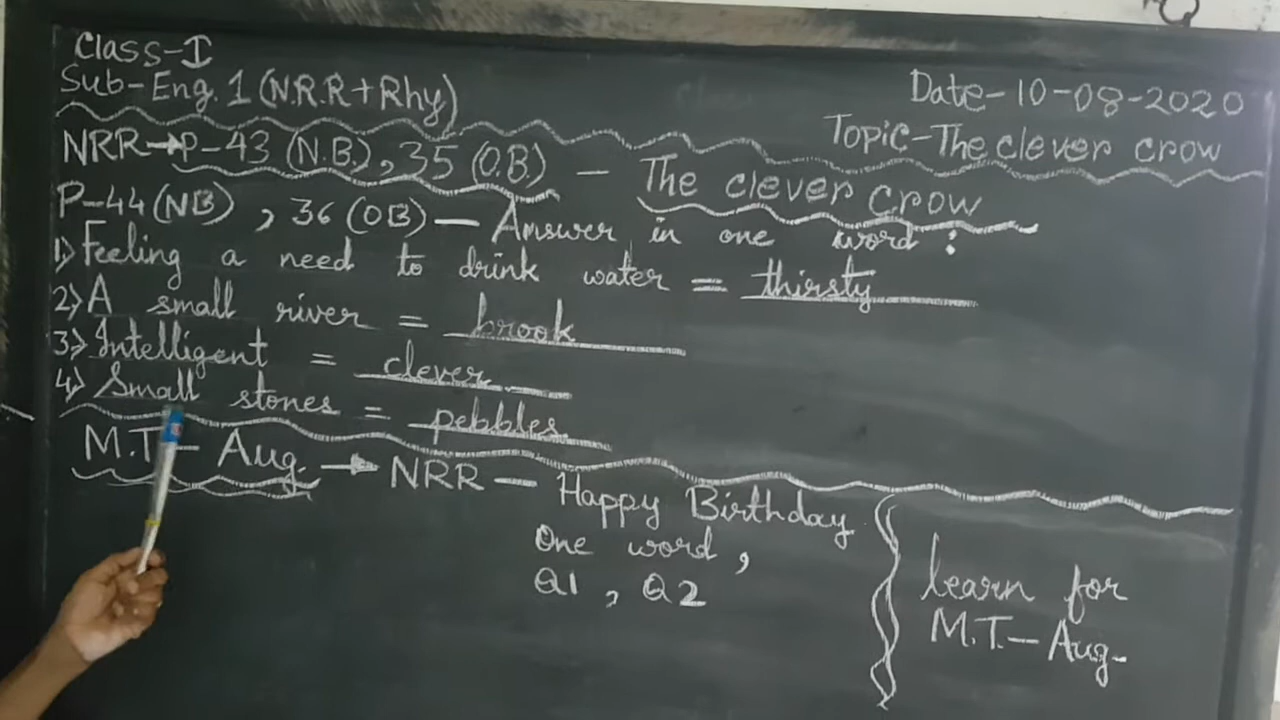 Class-I
Sub-Eng. 1 (N.R.R+Rhy)
Date-10-08-2020
Topic-The clever crow
NRR→P-43 (N.B.), 35 (O.B) - The clever crow
P-44(NB), 36(OB)- Answer in one word:
1) Feeling a need to drink water = thirsty
2) A small river = brook
3) Intelligent = clever
4) Small stones = pebbles
M.T.- Aug. → NRR- Happy Birthday
One word,
Q1, Q2
learn for
M.T.- Aug-